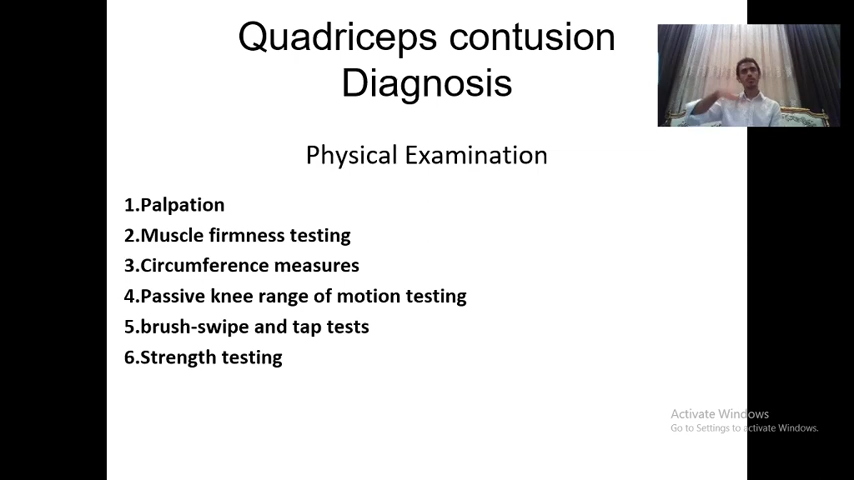 Quadriceps contusion
Diagnosis
Physical Examination
1.Palpation
2.Muscle firmness testing
3.Circumference measures
4.Passive knee range of motion testing
5.brush-swipe and tap tests
6.Strength testing
Activate Windows
Go to Settings to activate Windows.